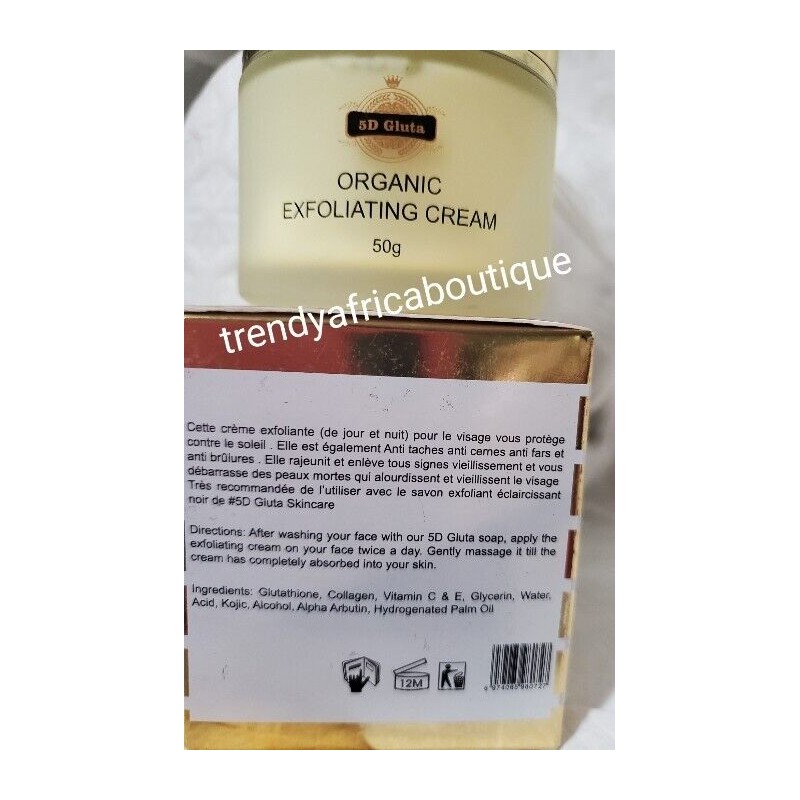 5D Gluta
ORGANIC
EXFOLIATING CREAM
50g
trendyafricaboutique
Cette crème exfoliante (de jour et nuit) pour le visage vous protège
contre le soleil . Elle est également Anti taches anti cernes anti fars et
anti brûlures . Elle rajeunit et enlève tous signes vieillissement et vous
débarrasse des peaux mortes qui alourdissent et vieillissent le visage
Très recommandée de l'utiliser avec le savon exfoliant éclaircissant
noir de #5D Gluta Skincare
Directions: After washing your face with our 5D Gluta soap, apply the
exfoliating cream on your face twice a day. Gently massage it till the
cream has completely absorbed into your skin.
Ingredients: Glutathione, Collagen, Vitamin C & E, Glycerin, Water,
Acid, Kojic, Alcohol, Alpha Arbutin, Hydrogenated Palm Oil
12M